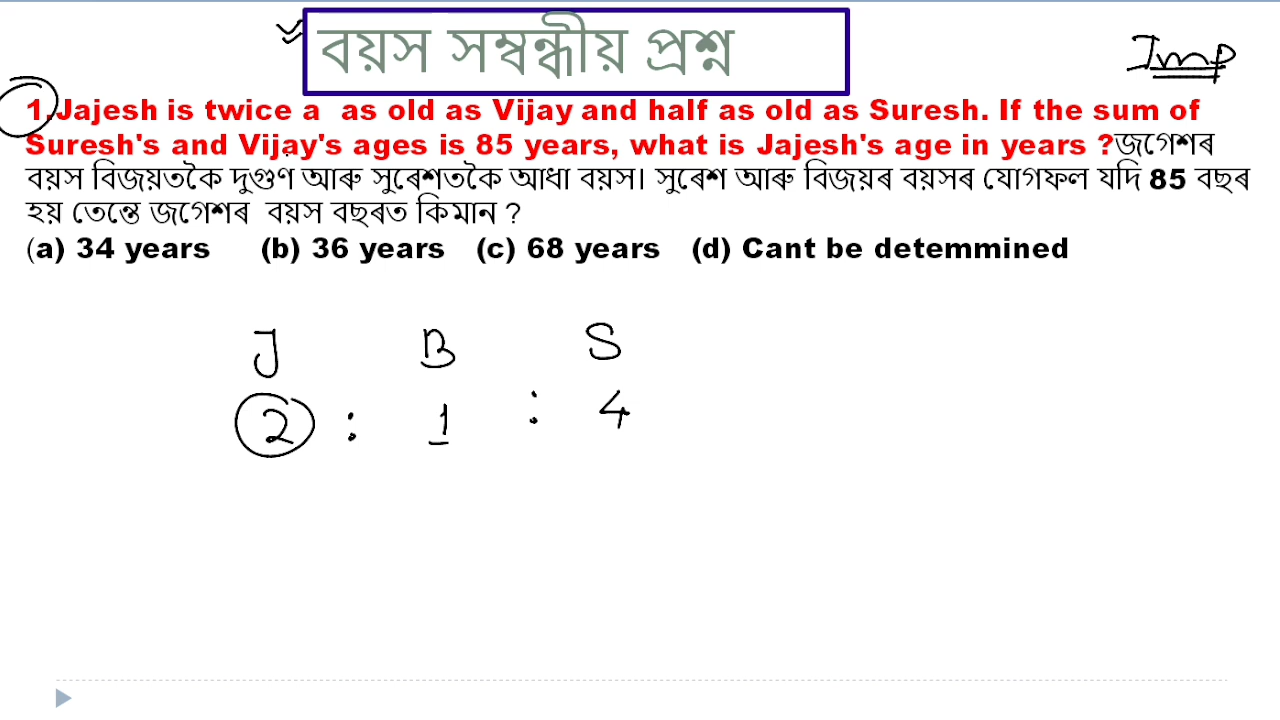 বয়স সম্বন্ধীয় প্ৰশ্ন
Imp
1.Jajesh is twice a as old as Vijay and half as old as Suresh. If the sum of
Suresh's and Vijay's ages is 85 years, what is Jajesh's age in years ?জগেশৰ
বয়স বিজয়তকৈ দুগুণ আৰু সুৰেশতকৈ আধা বয়স। সুৰেশ আৰু বিজয়ৰ বয়সৰ যোগফল যদি 85 বছৰ
হয় তেন্তে জগেশৰ বয়স বছৰত কিমান ?
(a) 34 years (b) 36 years (c) 68 years (d) Cant be detemmined
J B S
2 : 1 : 4